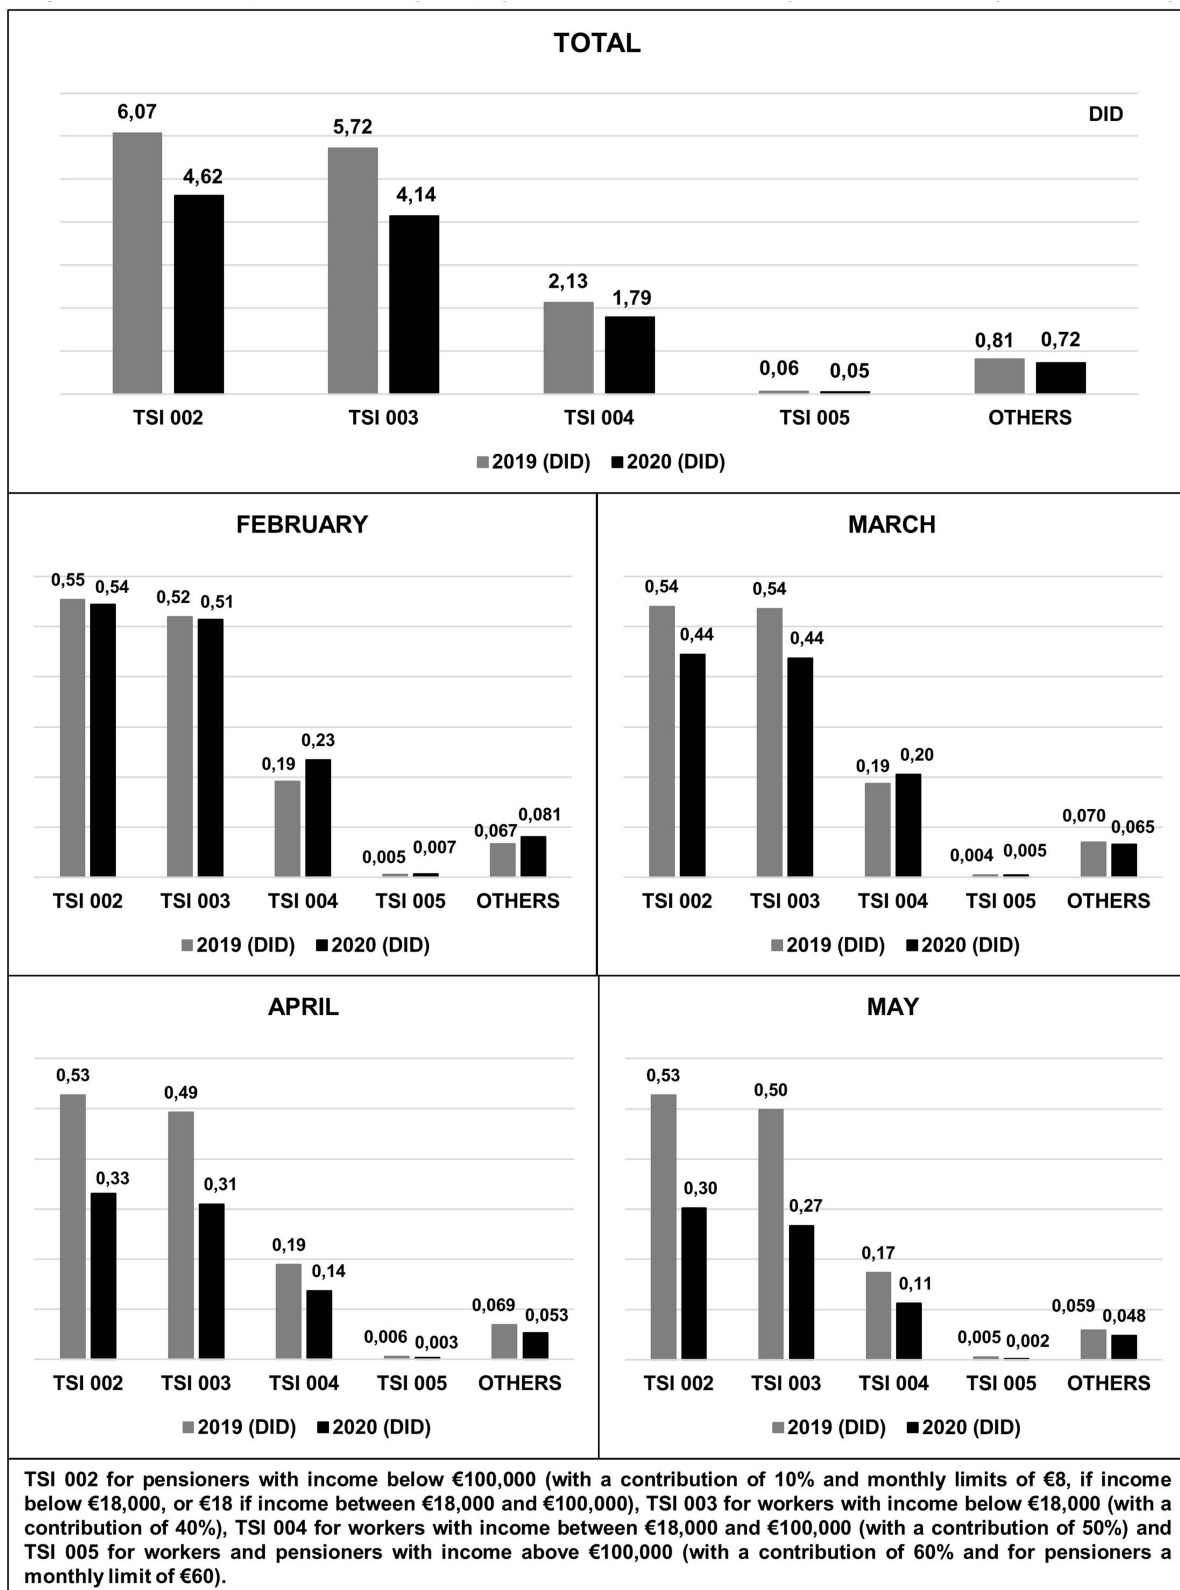 TOTAL
DID
6,07
4,62
5,72
4,14
2,13
1,79
0,06
0,05
0,81
0,72
TSI 002
TSI 003
TSI 004
TSI 005
OTHERS
2019 (DID) 2020 (DID)
FEBRUARY
0,55
0,54
0,52
0,51
0,19
0,23
0,005
0,007
0,067
0,081
TSI 002
TSI 003
TSI 004
TSI 005
OTHERS
2019 (DID) 2020 (DID)
MARCH
0,54
0,44
0,54
0,44
0,19
0,20
0,004
0,005
0,070
0,065
TSI 002
TSI 003
TSI 004
TSI 005
OTHERS
2019 (DID) 2020 (DID)
APRIL
0,53
0,33
0,49
0,31
0,19
0,14
0,006
0,003
0,069
0,053
TSI 002
TSI 003
TSI 004
TSI 005
OTHERS
2019 (DID) 2020 (DID)
MAY
0,53
0,30
0,50
0,27
0,17
0,11
0,005
0,002
0,059
0,048
TSI 002
TSI 003
TSI 004
TSI 005
OTHERS
2019 (DID) 2020 (DID)
TSI 002 for pensioners with income below €100,000 (with a contribution of 10% and monthly limits of €8, if income
below €18,000, or €18 if income between €18,000 and €100,000), TSI 003 for workers with income below €18,000 (with a
contribution of 40%), TSI 004 for workers with income between €18,000 and €100,000 (with a contribution of 50%) and
TSI 005 for workers and pensioners with income above €100,000 (with a contribution of 60% and for pensioners a
monthly limit of €60).